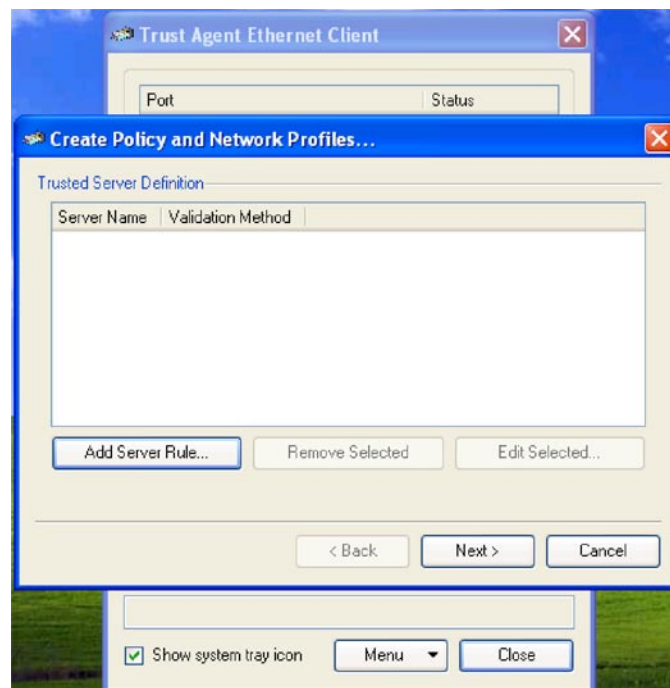 Trust Agent Ethernet Client
Port Status
Create Policy and Network Profiles...
Trusted Server Definition
Server Name Validation Method
Add Server Rule... Remove Selected Edit Selected...
< Back Next > Cancel
Show system tray icon Menu Close